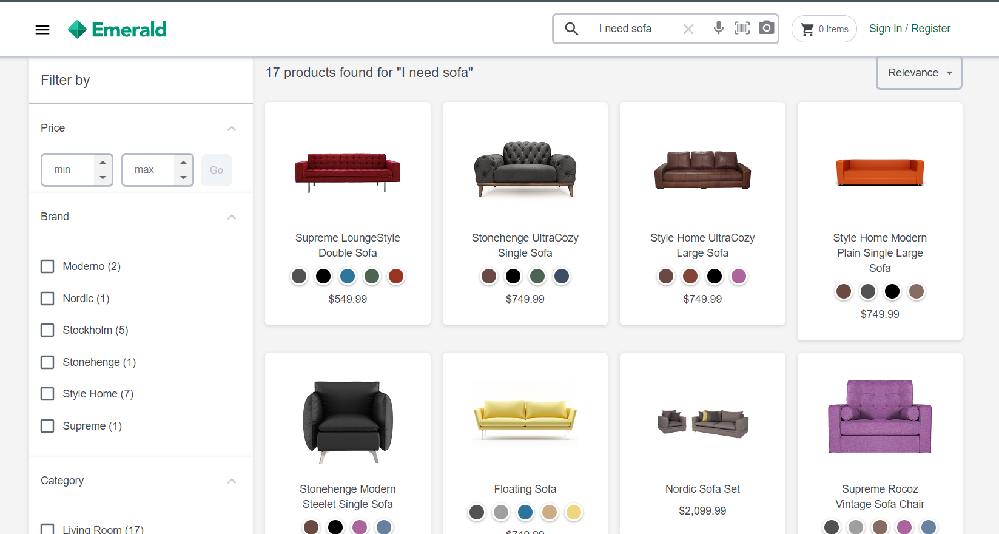 Emerald
I need sofa
0 Items
Sign In / Register
Filter by
Price
min
max
Go
Brand
Moderno (2)
Nordic (1)
Stockholm (5)
Stonehenge (1)
Style Home (7)
Supreme (1)
Category
Living Room (17)
17 products found for "I need sofa"
Relevance
Supreme LoungeStyle
Double Sofa
$549.99
Stonehenge UltraCozy
Single Sofa
$749.99
Style Home UltraCozy
Large Sofa
$749.99
Style Home Modern
Plain Single Large
Sofa
$749.99
Stonehenge Modern
Steelet Single Sofa
Floating Sofa
$749.99
Nordic Sofa Set
$2,099.99
Supreme Rocoz
Vintage Sofa Chair